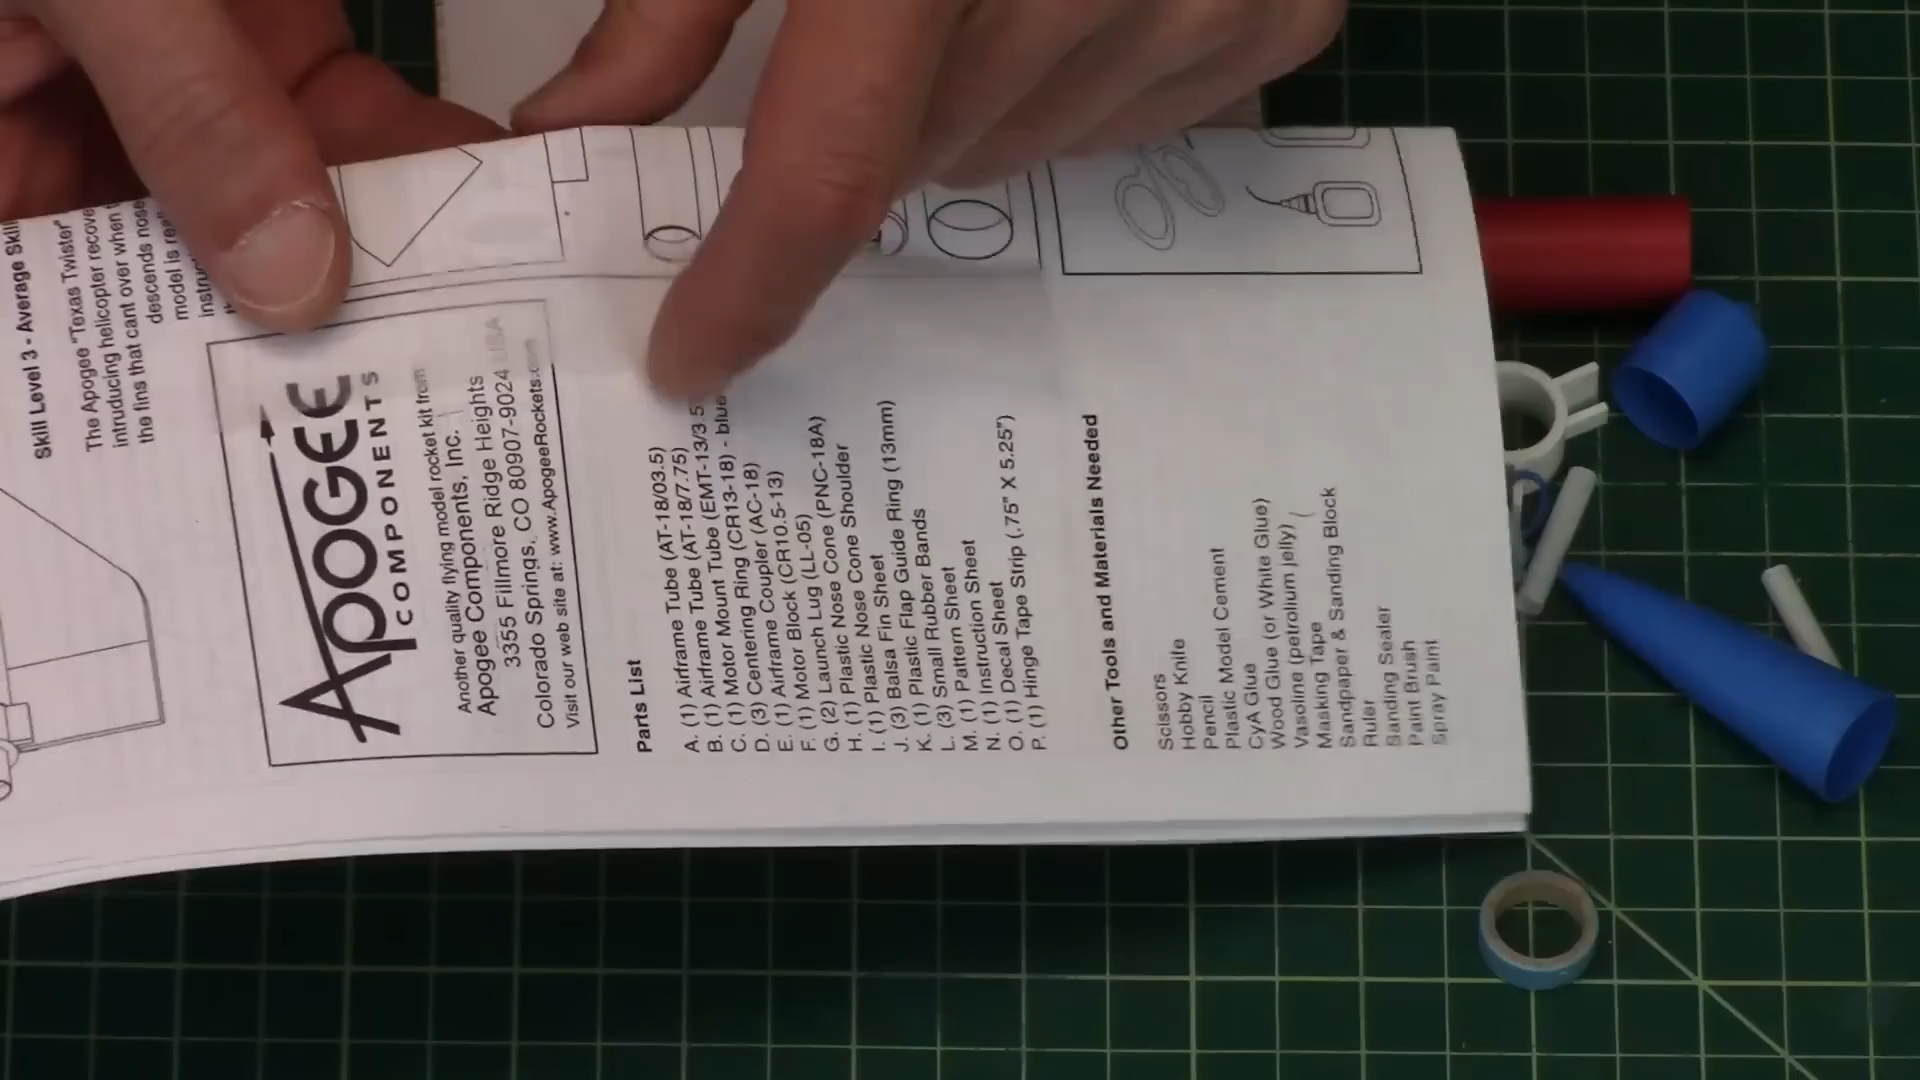 Skill Level 3 - Average Skill
The Apogee "Texas Twister"
intruducing helicopter recove
the fins that cant over when
descends nose
model is
instruc
APOGEE
COMPONENTS
Another quality flying model rocket kit from
Apogee Components, Inc.
3355 Fillmore Ridge Heights
Colorado Springs, CO 80907-9024 USA
Visit our web site at: www.ApogeeRockets.com
Parts List
A. (1) Airframe Tube (AT-18/03.5)
B. (1) Airframe Tube (AT-18/7.75)
C. (1) Motor Mount Tube (EMT-13/3.5
D. (3) Centering Ring (CR13-18) - blue
E. (1) Airframe Coupler (AC-18)
F. (1) Motor Block (CR10.5-13)
G. (2) Launch Lug (LL-05)
H. (1) Plastic Nose Cone (PNC-18A)
I. (1) Plastic Nose Cone Shoulder
J. (3) Balsa Fin Sheet
K. (1) Plastic Flap Guide Ring (13mm)
L. (3) Small Rubber Bands
M. (1) Pattern Sheet
N. (1) Instruction Sheet
O. (1) Decal Sheet
P. (1) Hinge Tape Strip (.75" X 5.25")
Other Tools and Materials Needed
Scissors
Hobby Knife
Pencil
Plastic Model Cement
CyA Glue
Wood Glue (or White Glue)
Vasoline (petrolium jelly)
Masking Tape
Sandpaper & Sanding Block
Ruler
Sanding Sealer
Paint Brush
Spray Paint